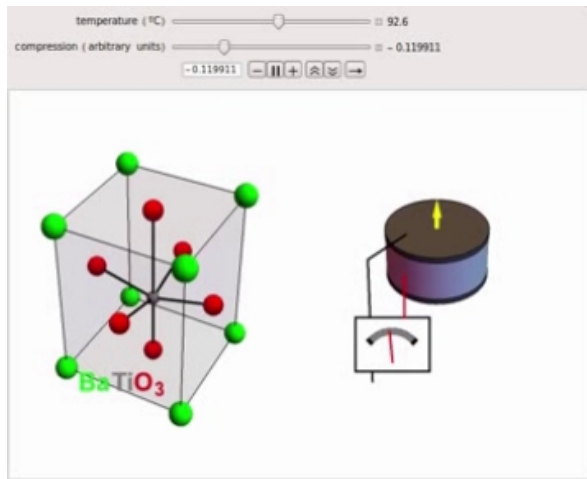 temperature (ºC) 92.6
compression (arbitrary units) -0.119911
-0.119911
BaTiO3